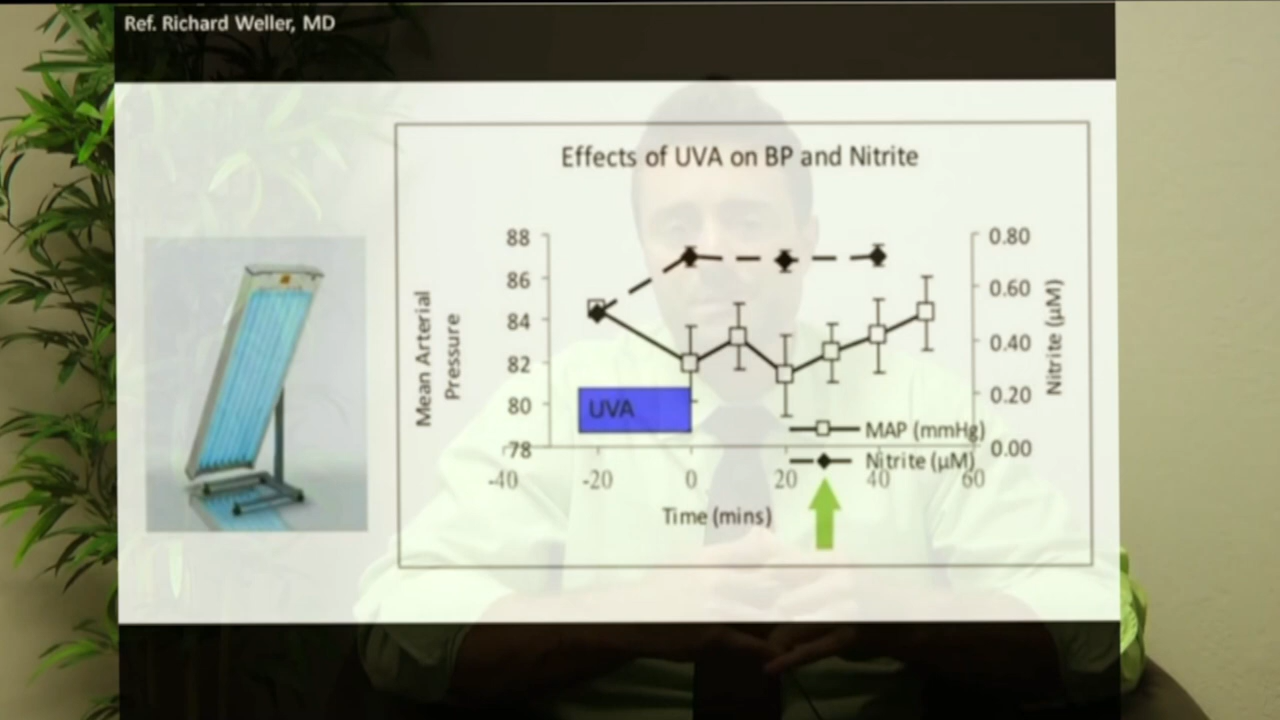 Ref. Richard Weller, MD
Effects of UVA on BP and Nitrite
88
86
84
82
80
78
Mean Arterial
Pressure
0.80
0.60
0.40
0.20
0.00
Nitrite (µM)
UVA
MAP (mmHg)
Nitrite (µM)
-40
-20
0
20
40
60
Time (mins)